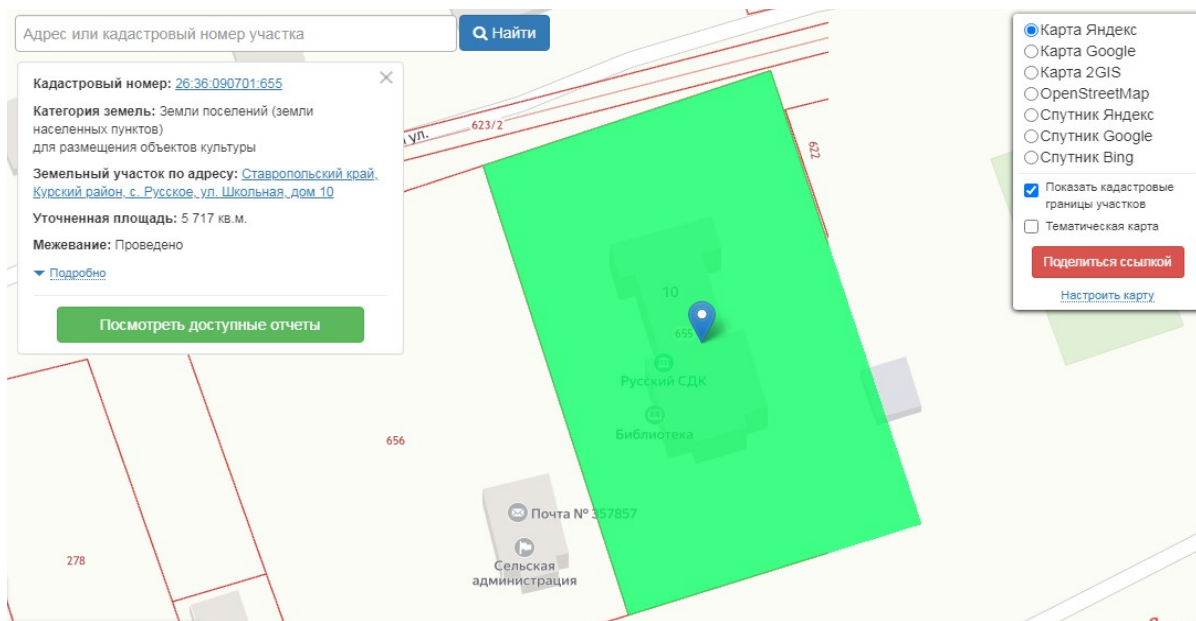 Адрес или кадастровый номер участка
Найти
Кадастровый номер: 26:36:090701:655
Категория земель: Земли поселений (земли
населенных пунктов)
для размещения объектов культуры
Земельный участок по адресу: Ставропольский край,
Курский район, с. Русское, ул. Школьная, дом 10
Уточненная площадь: 5 717 кв.м.
Межевание: Проведено
Подробно
Посмотреть доступные отчеты
ул.
623/2
622
10
655
Русский СДК
Библиотека
656
Почта № 357857
Сельская
администрация
278
Карта Яндекс
Карта Google
Карта 2GIS
OpenStreetMap
Спутник Яндекс
Спутник Google
Спутник Bing
Показать кадастровые
границы участков
Тематическая карта
Поделиться ссылкой
Настроить карту